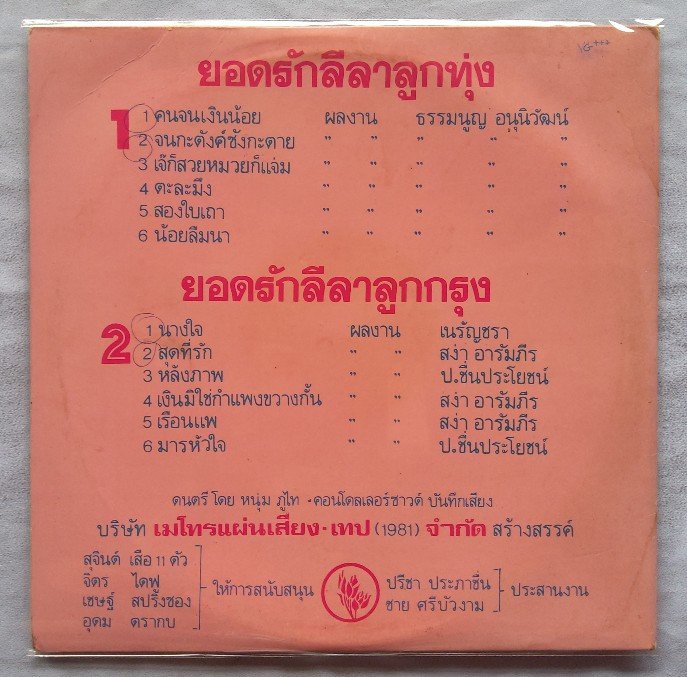 ยอดรักลีลาลูกทุ่ง
1
1 คนจนเงินน้อย ผลงาน ธรรมนูญ อนุนิวัฒน์
2 จนกะดังค์ชังกะดาย " " " " "
3 เจ๊ก็สวยหมวยก็แจ่ม " " " " "
4 ตะละมึง " " " " "
5 สองใบเถา " " " " "
6 น้อยลืมนา " " " " "
ยอดรักลีลาลูกกรุง
2
1 นางใจ ผลงาน เนรัญชรา
2 สุดที่รัก " " สง่า อารัมภีร
3 หลังภาพ " " ป.ชื่นประโยชน์
4 เงินมิใช่กำแพงขวางกั้น " " สง่า อารัมภีร
5 เรือนแพ " " สง่า อารัมภีร
6 มารหัวใจ " " ป.ชื่นประโยชน์
ดนตรี โดย หนุ่ม ภูไท - คอนโดลเลอร์ซาวด์ บันทึกเสียง
บริษัท เมโทรแผ่นเสียง-เทป (1981) จำกัด สร้างสรรค์
สุจินต์ เสือ 11 ตัว
จิตร ไดฟู
เชษฐ์ สปริงซอง
อุดม ตรากบ
ให้การสนับสนุน
ปรีชา ประภาชื่น
ชาย ศรีบัวงาม
ประสานงาน